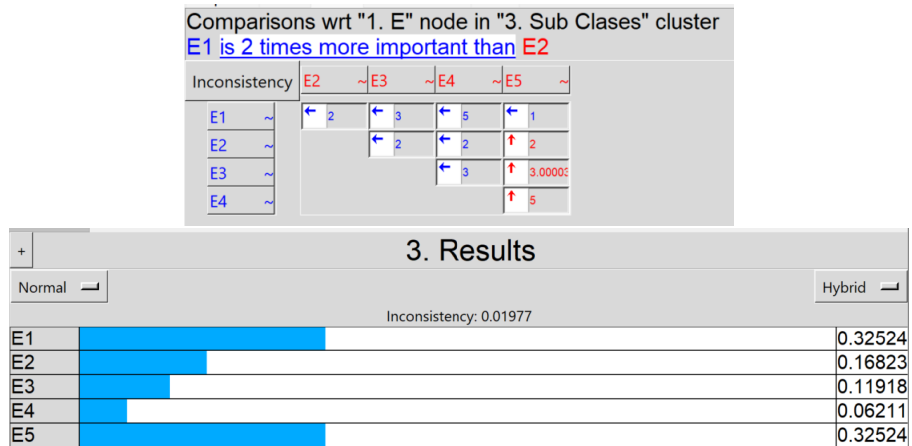 Comparisons wrt "1. E" node in "3. Sub Clases" cluster
E1 is 2 times more important than E2
Inconsistency E2 ~ E3 ~ E4 ~ E5 ~
E1 ~ ← 2 ← 3 ← 5 ← 1
E2 ~ ← 2 ← 2 ↑ 2
E3 ~ ← 3 ↑ 3.00003
E4 ~ ↑ 5
+ 3. Results
Normal Hybrid
Inconsistency: 0.01977
E1 0.32524
E2 0.16823
E3 0.11918
E4 0.06211
E5 0.32524